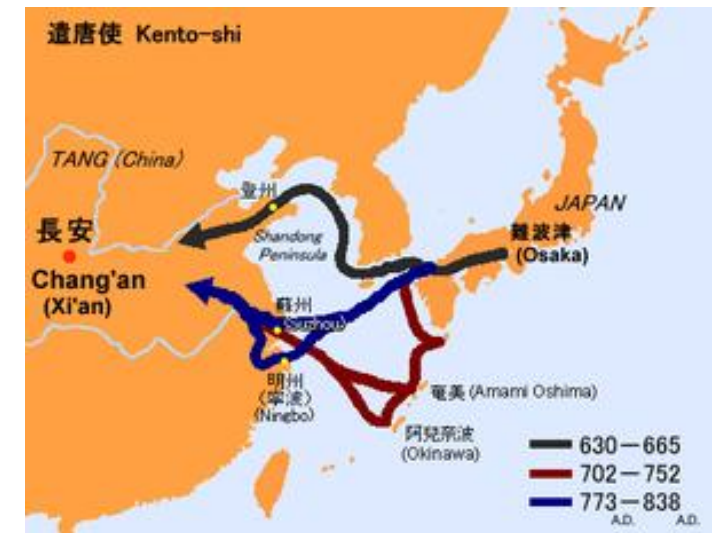 遣唐使 Kento-shi
TANG (China)
登州
JAPAN
長安
Shandong
Peninsula
難波津
(Osaka)
Chang'an
(Xi'an)
蘇州
(Suzhou)
明州
(寧波)
(Ningbo)
奄美 (Amami Oshima)
阿兒奈波
(Okinawa)
630－665
702－752
773－838
A.D. A.D.